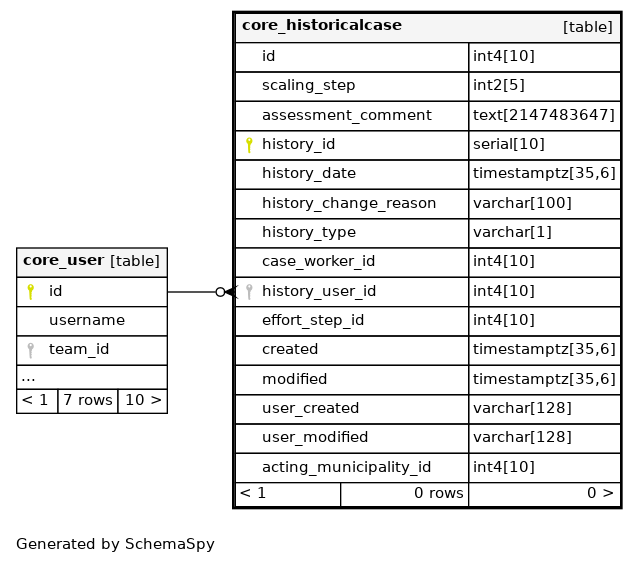 core_historicalcase [table]
id int4[10]
scaling_step int2[5]
assessment_comment text[2147483647]
history_id serial[10]
history_date timestamptz[35,6]
history_change_reason varchar[100]
history_type varchar[1]
case_worker_id int4[10]
history_user_id int4[10]
effort_step_id int4[10]
created timestamptz[35,6]
modified timestamptz[35,6]
user_created varchar[128]
user_modified varchar[128]
acting_municipality_id int4[10]
< 1 0 rows 0 >
core_user [table]
id
username
team_id
...
< 1 7 rows 10 >
Generated by SchemaSpy